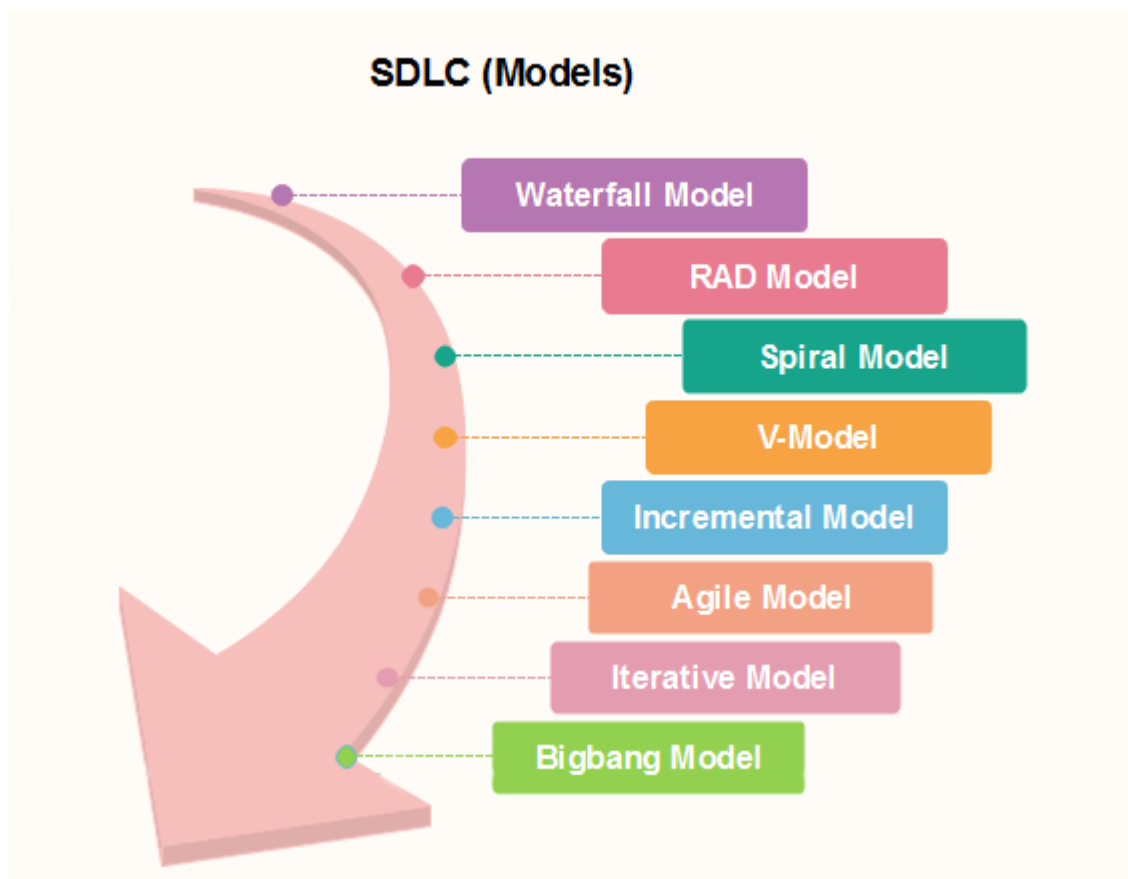 SDLC (Models)
Waterfall Model
RAD Model
Spiral Model
V-Model
Incremental Model
Agile Model
Iterative Model
Bigbang Model